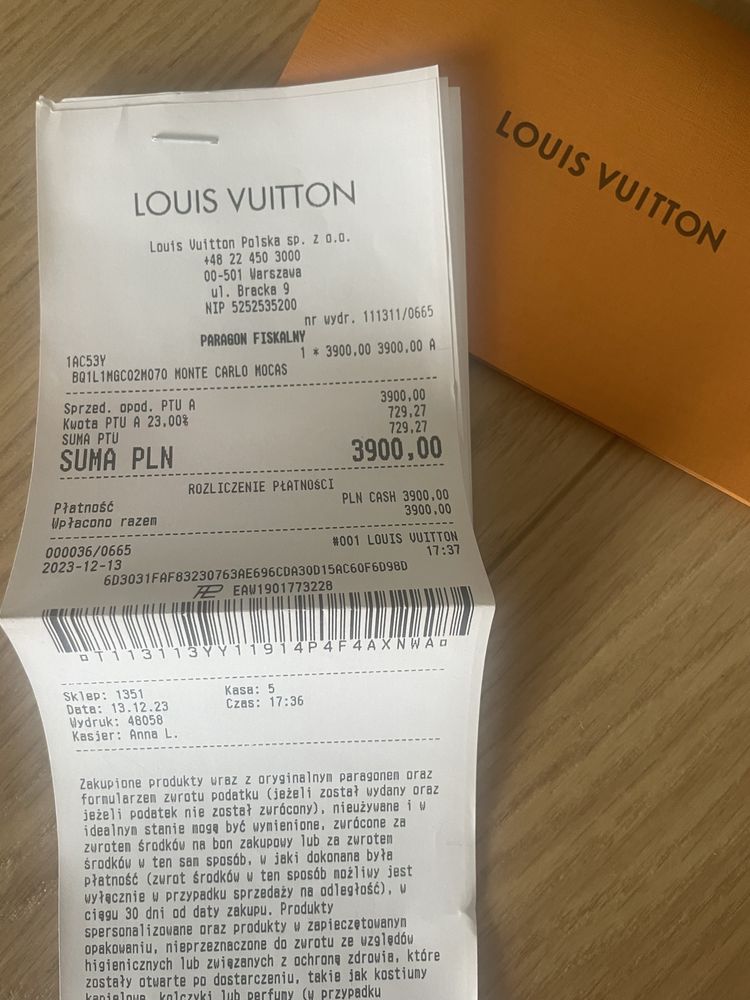 LOUIS VUITTON
LOUIS VUITTON
Louis Vuitton Polska sp. z o.o.
+48 22 450 3000
00-501 Warszawa
ul. Bracka 9
NIP 5252535200
nr wydr. 111311/0665
PARAGON FISKALNY
1AC53Y 1 * 3900,00 3900,00 A
BQ1L1MGC02M070 MONTE CARLO MOCAS
Sprzed. opod. PTU A 3900,00
Kwota PTU A 23,00% 729,27
SUMA PTU 729,27
SUMA PLN 3900,00
ROZLICZENIE PŁATNOŚCI
Płatność PLN CASH 3900,00
Wpłacono razem 3900,00
000036/0665 #001 LOUIS VUITTON
2023-12-13 17:37
6D3031FAF83230763AE696CDA30D15AC60F6D98D
EAW1901773228
¤T113113YY11914P4F4AXNWA¤
Sklep: 1351 Kasa: 5
Data: 13.12.23 Czas: 17:36
Wydruk: 48058
Kasjer: Anna L.
Zakupione produkty wraz z oryginalnym paragonem oraz
formularzem zwrotu podatku (jeżeli został wydany oraz
jeżeli podatek nie został zwrócony), nieużywane i w
idealnym stanie mogą być wymienione, zwrócone za
zwrotem środków na bon zakupowy lub za zwrotem
środków w ten sam sposób, w jaki dokonana była
płatność (zwrot środków w ten sposób możliwy jest
wyłącznie w przypadku sprzedaży na odległość), w
ciągu 30 dni od daty zakupu. Produkty
spersonalizowane oraz produkty w zapieczętowanym
opakowaniu, nieprzeznaczone do zwrotu ze względów
higienicznych lub związanych z ochroną zdrowia, które
zostały otwarte po dostarczeniu, takie jak kostiumy
kąpielowe, kolczyki lub perfumy (w przypadku